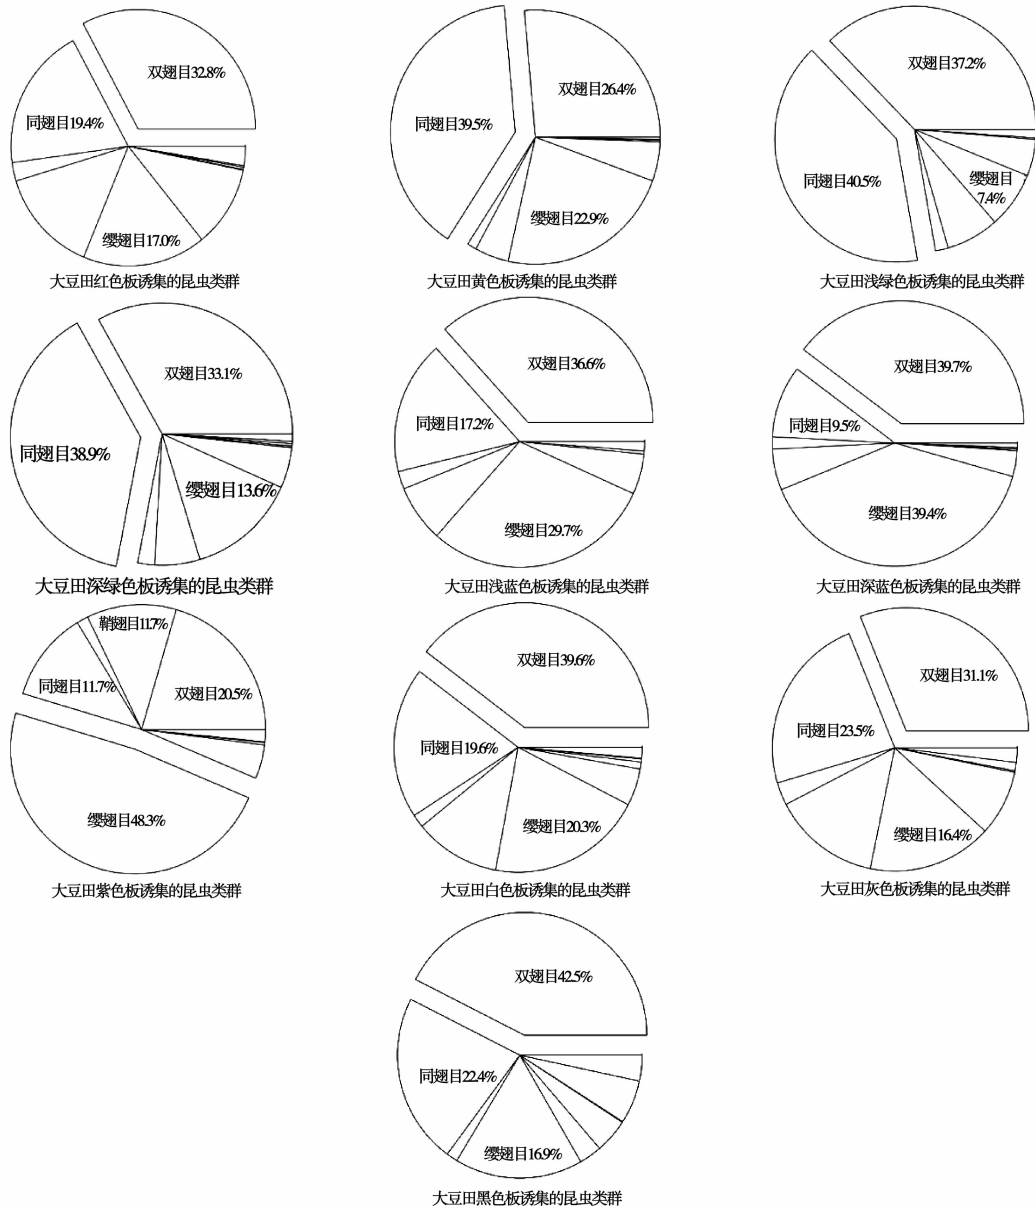 双翅目32.8%
同翅目19.4%
缨翅目17.0%
大豆田红色板诱集的昆虫类群
双翅目26.4%
同翅目39.5%
缨翅目22.9%
大豆田黄色板诱集的昆虫类群
双翅目37.2%
同翅目40.5%
缨翅目
7.4%
大豆田浅绿色板诱集的昆虫类群
双翅目33.1%
同翅目38.9%
缨翅目13.6%
大豆田深绿色板诱集的昆虫类群
双翅目36.6%
同翅目17.2%
缨翅目29.7%
大豆田浅蓝色板诱集的昆虫类群
双翅目39.7%
同翅目9.5%
缨翅目39.4%
大豆田深蓝色板诱集的昆虫类群
鞘翅目11.7%
同翅目11.7%
双翅目20.5%
缨翅目48.3%
大豆田紫色板诱集的昆虫类群
双翅目39.6%
同翅目19.6%
缨翅目20.3%
大豆田白色板诱集的昆虫类群
双翅目31.1%
同翅目23.5%
缨翅目16.4%
大豆田灰色板诱集的昆虫类群
双翅目42.5%
同翅目22.4%
缨翅目16.9%
大豆田黑色板诱集的昆虫类群